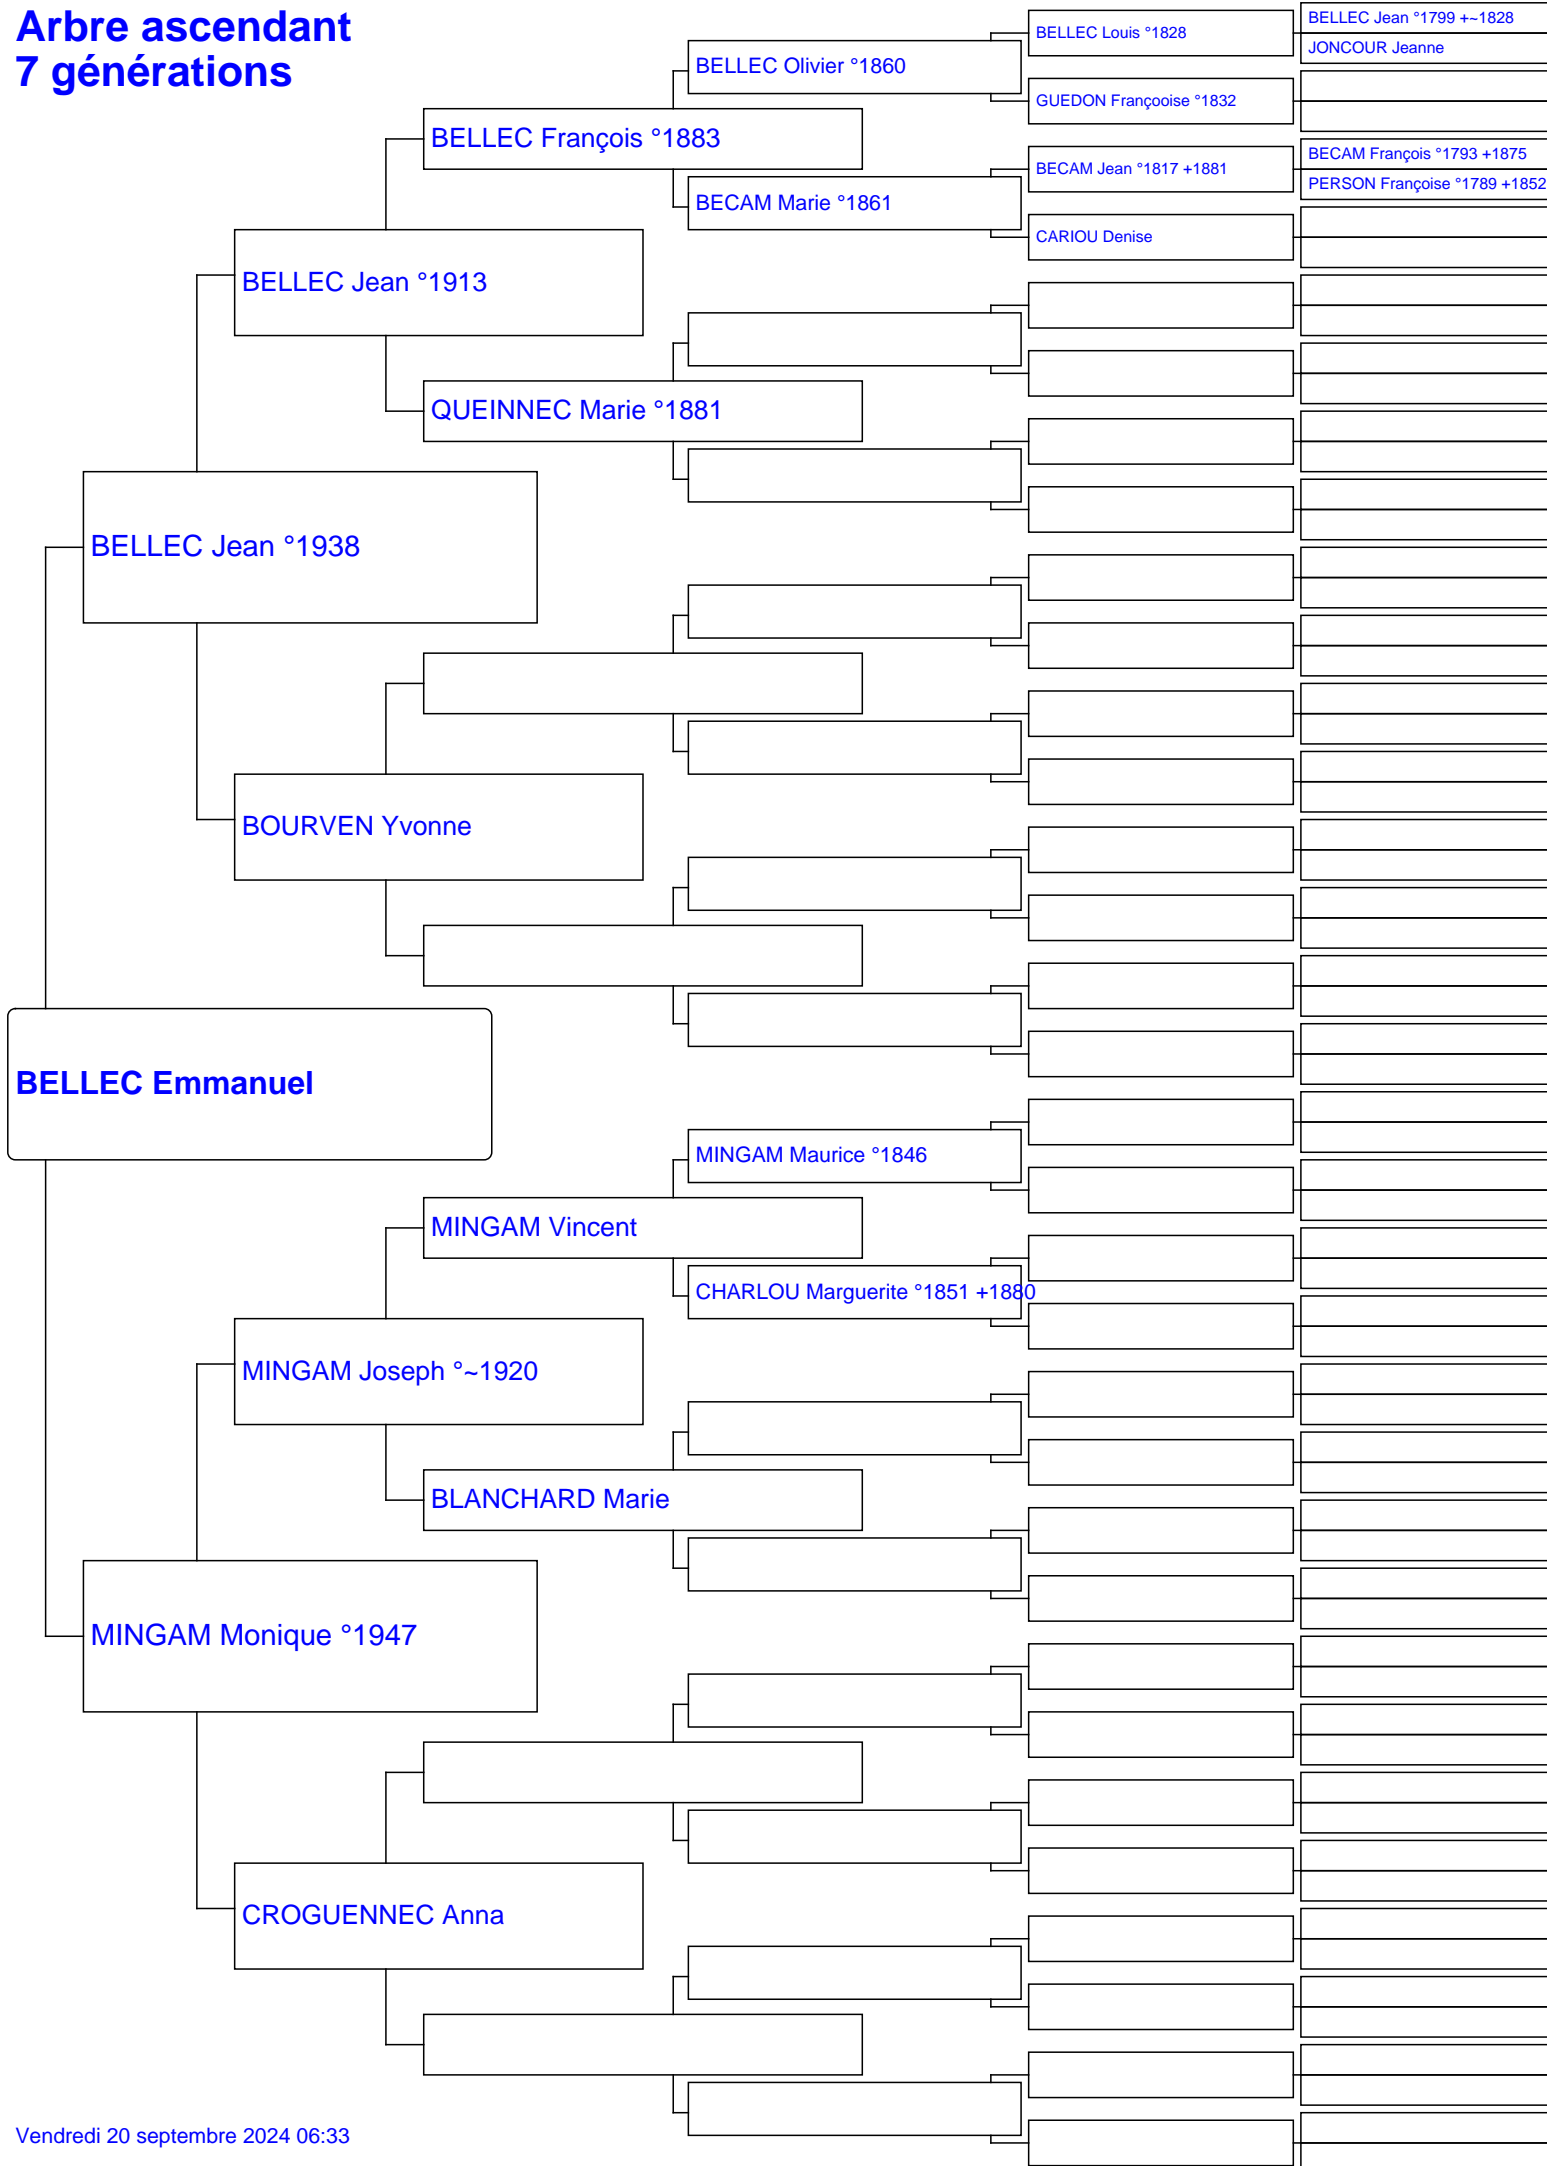 Arbre ascendant
7 générations
BELLEC Jean °1799 +~1828
JONCOUR Jeanne
BELLEC Louis °1828
BELLEC Olivier °1860
GUEDON Françooise °1832
BELLEC François °1883
BECAM François °1793 +1875
BECAM Jean °1817 +1881
PERSON Françoise °1789 +1852
BECAM Marie °1861
CARIOU Denise
BELLEC Jean °1913
QUEINNEC Marie °1881
BELLEC Jean °1938
BOURVEN Yvonne
BELLEC Emmanuel
MINGAM Maurice °1846
MINGAM Vincent
CHARLOU Marguerite °1851 +1880
MINGAM Joseph °~1920
BLANCHARD Marie
MINGAM Monique °1947
CROGUENNEC Anna
Vendredi 20 septembre 2024 06:33